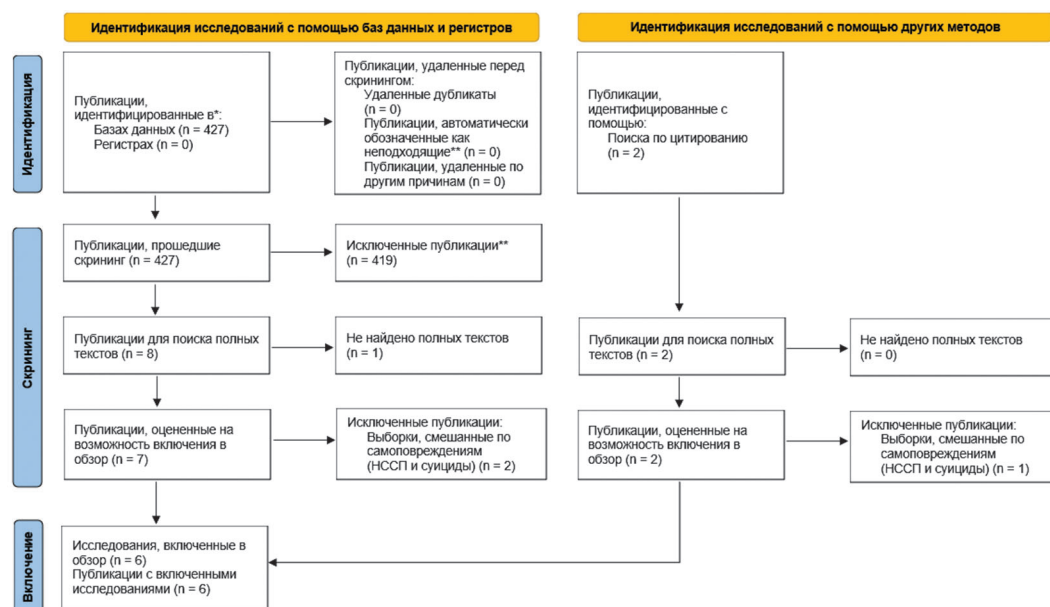 Идентификация исследований с помощью баз данных и регистров
Идентификация исследований с помощью других методов
Идентификация
Публикации,
идентифицированные в*:
Базах данных (n = 427)
Регистрах (n = 0)
Публикации, удаленные перед
скринингом:
Удаленные дубликаты
(n = 0)
Публикации, автоматически
обозначенные как
неподходящие** (n = 0)
Публикации, удаленные по
другим причинам (n = 0)
Публикации,
идентифицированные с
помощью:
Поиска по цитированию
(n = 2)
Скрининг
Публикации, прошедшие
скрининг (n = 427)
Исключенные публикации**
(n = 419)
Публикации для поиска полных
текстов (n = 8)
Не найдено полных текстов
(n = 1)
Публикации для поиска полных
текстов (n = 2)
Не найдено полных текстов
(n = 0)
Публикации, оцененные на
возможность включения в
обзор (n = 7)
Исключенные публикации:
Выборки, смешанные по
самоповреждениям
(НССП и суициды) (n = 2)
Публикации, оцененные на
возможность включения в
обзор (n = 2)
Исключенные публикации:
Выборки, смешанные по
самоповреждениям
(НССП и суициды) (n = 1)
Включение
Исследования, включенные в
обзор (n = 6)
Публикации с включенными
исследованиями (n = 6)